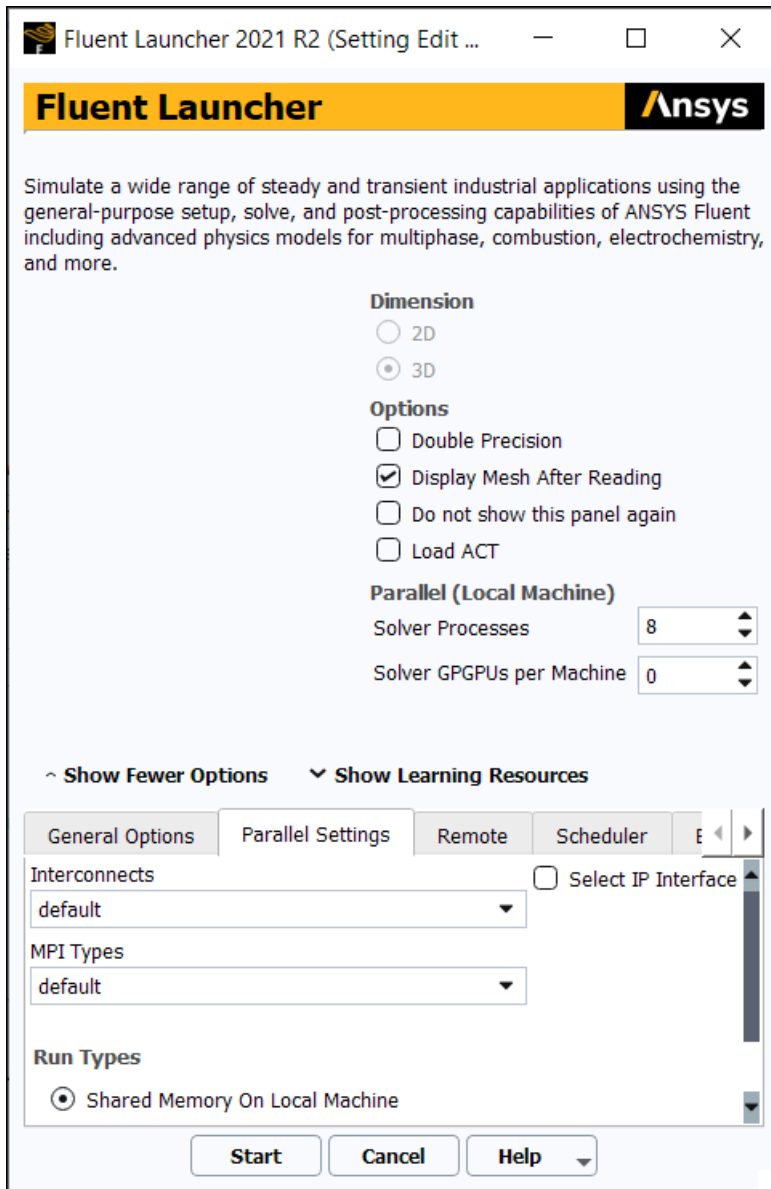 Fluent Launcher 2021 R2 (Setting Edit ...
Fluent Launcher
Ansys
Simulate a wide range of steady and transient industrial applications using the
general-purpose setup, solve, and post-processing capabilities of ANSYS Fluent
including advanced physics models for multiphase, combustion, electrochemistry,
and more.
Dimension
2D
3D
Options
Double Precision
Display Mesh After Reading
Do not show this panel again
Load ACT
Parallel (Local Machine)
Solver Processes 8
Solver GPGPUs per Machine 0
Show Fewer Options Show Learning Resources
General Options Parallel Settings Remote Scheduler
Interconnects Select IP Interface
default
MPI Types
default
Run Types
Shared Memory On Local Machine
Start Cancel Help